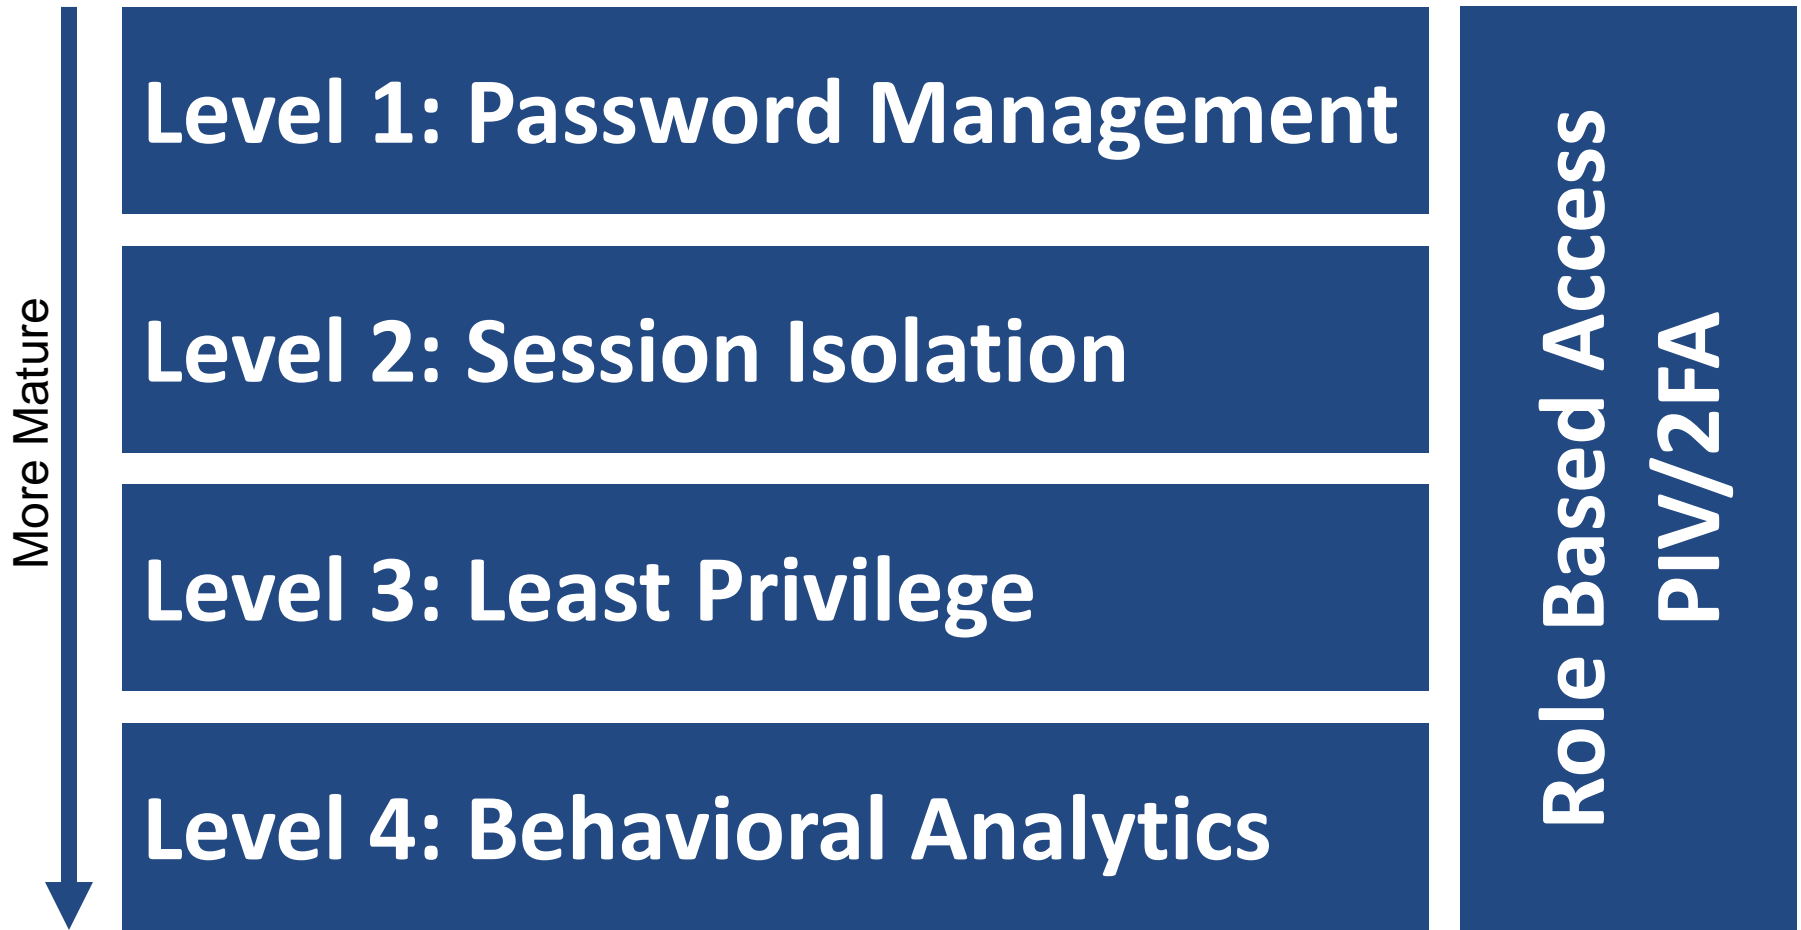 More Mature
Level 1: Password Management
Level 2: Session Isolation
Level 3: Least Privilege
Level 4: Behavioral Analytics
Role Based Access
PIV/2FA